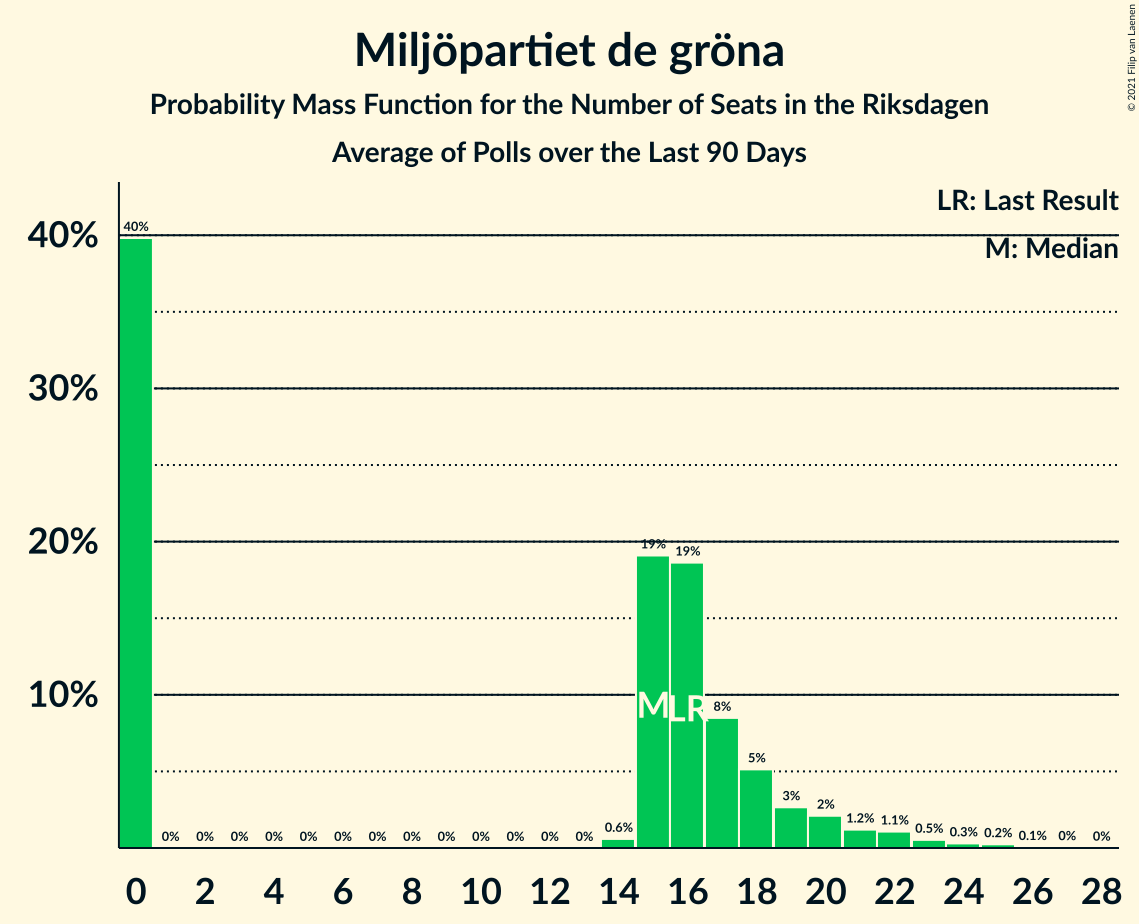 Miljöpartiet de gröna
Probability Mass Function for the Number of Seats in the Riksdagen
Average of Polls over the Last 90 Days
© 2021 Filip van Laenen
LR: Last Result
M: Median
40%
30%
20%
10%
40%
0% 0% 0% 0% 0% 0% 0% 0% 0% 0% 0% 0% 0% 0.6% 19% 19% 8% 5% 3% 2% 1.2% 1.1% 0.5% 0.3% 0.2% 0.1% 0% 0%
M LR
0 2 4 6 8 10 12 14 16 18 20 22 24 26 28